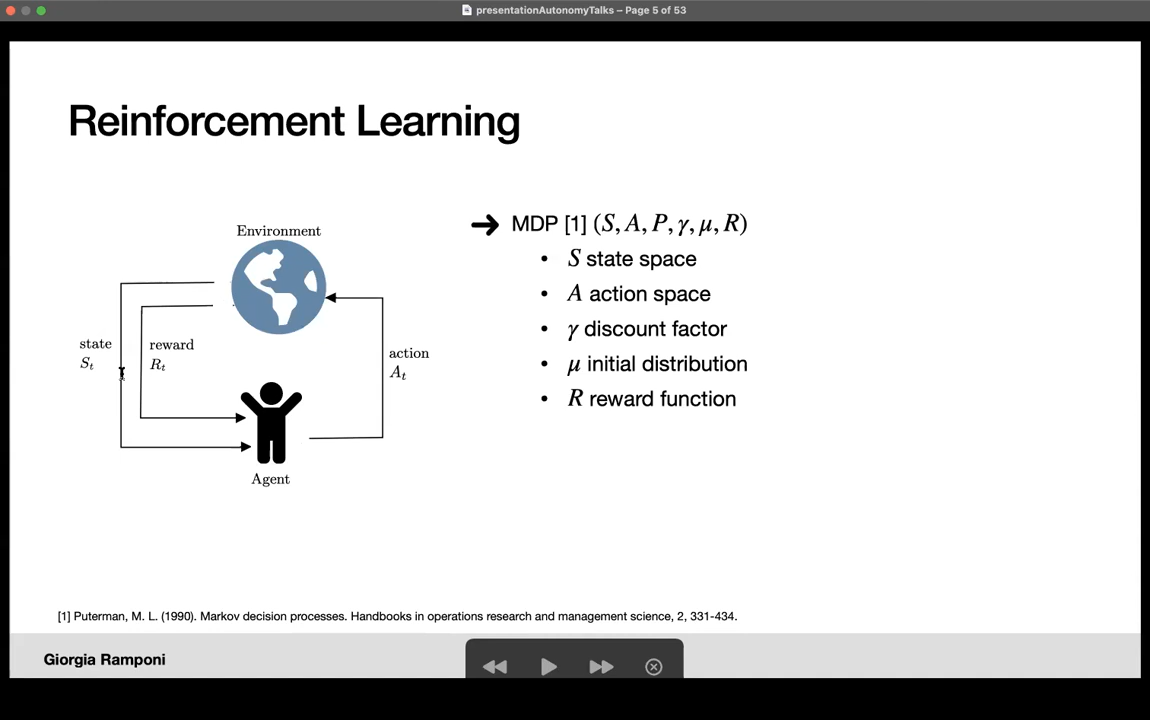 presentationAutonomyTalks – Page 5 of 53
Reinforcement Learning
Environment
state
S_t
reward
R_t
action
A_t
Agent
➔ MDP [1] (S, A, P, γ, μ, R)
• S state space
• A action space
• γ discount factor
• μ initial distribution
• R reward function
[1] Puterman, M. L. (1990). Markov decision processes. Handbooks in operations research and management science, 2, 331-434.
Giorgia Ramponi